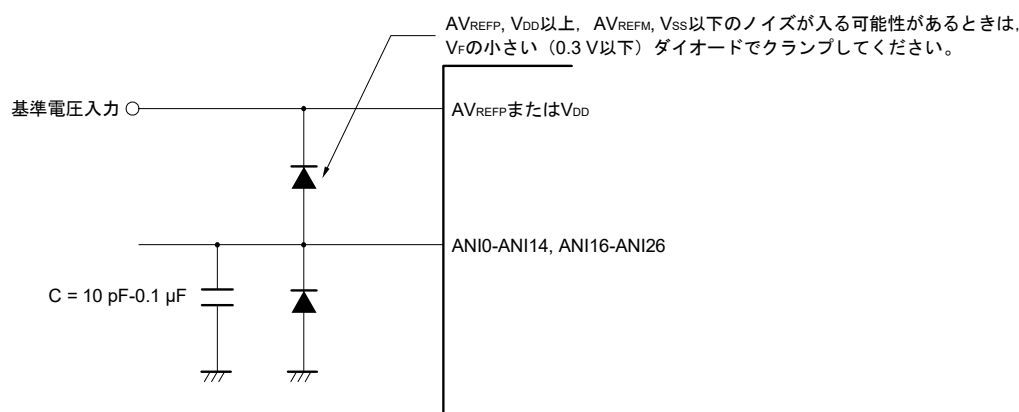 AVREFP, VDD以上，AVREFM, VSS以下のノイズが入る可能性があるときは，
VFの小さい（0.3 V以下）ダイオードでクランプしてください。
基準電圧入力
AVREFPまたはVDD
ANI0-ANI14, ANI16-ANI26
C = 10 pF-0.1 μF